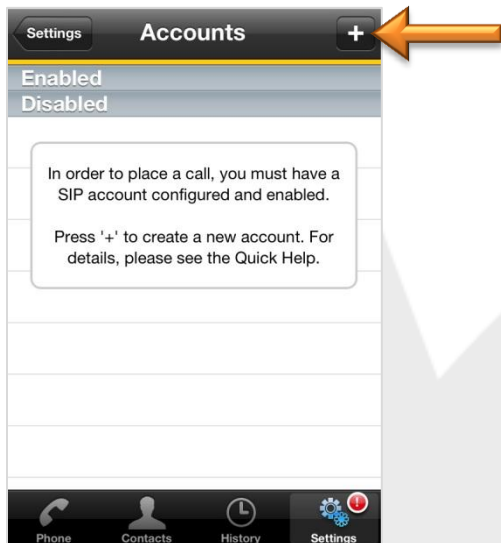 Settings
Accounts
+
Enabled
Disabled
In order to place a call, you must have a
SIP account configured and enabled.
Press '+' to create a new account. For
details, please see the Quick Help.
!
Phone
Contacts
History
Settings